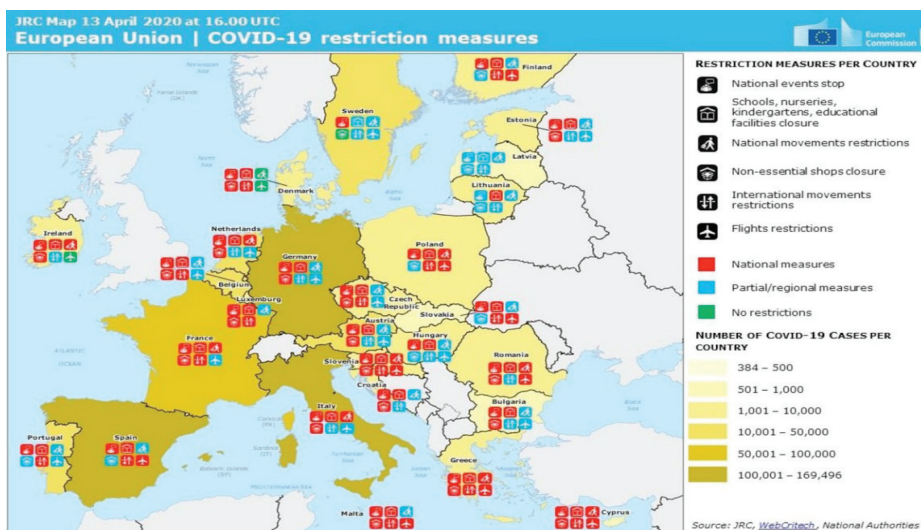 JRC Map 13 April 2020 at 16.00 UTC
European Union | COVID-19 restriction measures
European
Commission
Finland
Sweden
Estonia
Latvia
Lithuania
Denmark
Ireland
Netherlands
Germany
Poland
Belgium
Luxemburg
Czech
Republic
Slovakia
Austria
Hungary
France
Slovenia
Romania
Croatia
Italy
Bulgaria
Portugal
Spain
Greece
Malta
Cyprus
RESTRICTION MEASURES PER COUNTRY
National events stop
Schools, nurseries,
kindergartens, educational
facilities closure
National movements restrictions
Non-essential shops closure
International movements
restrictions
Flights restrictions
National measures
Partial/regional measures
No restrictions
NUMBER OF COVID-19 CASES PER
COUNTRY
384 – 500
501 – 1,000
1,001 – 10,000
10,001 – 50,000
50,001 – 100,000
100,001 – 169,496
Source: JRC, WebCritech, National Authorities